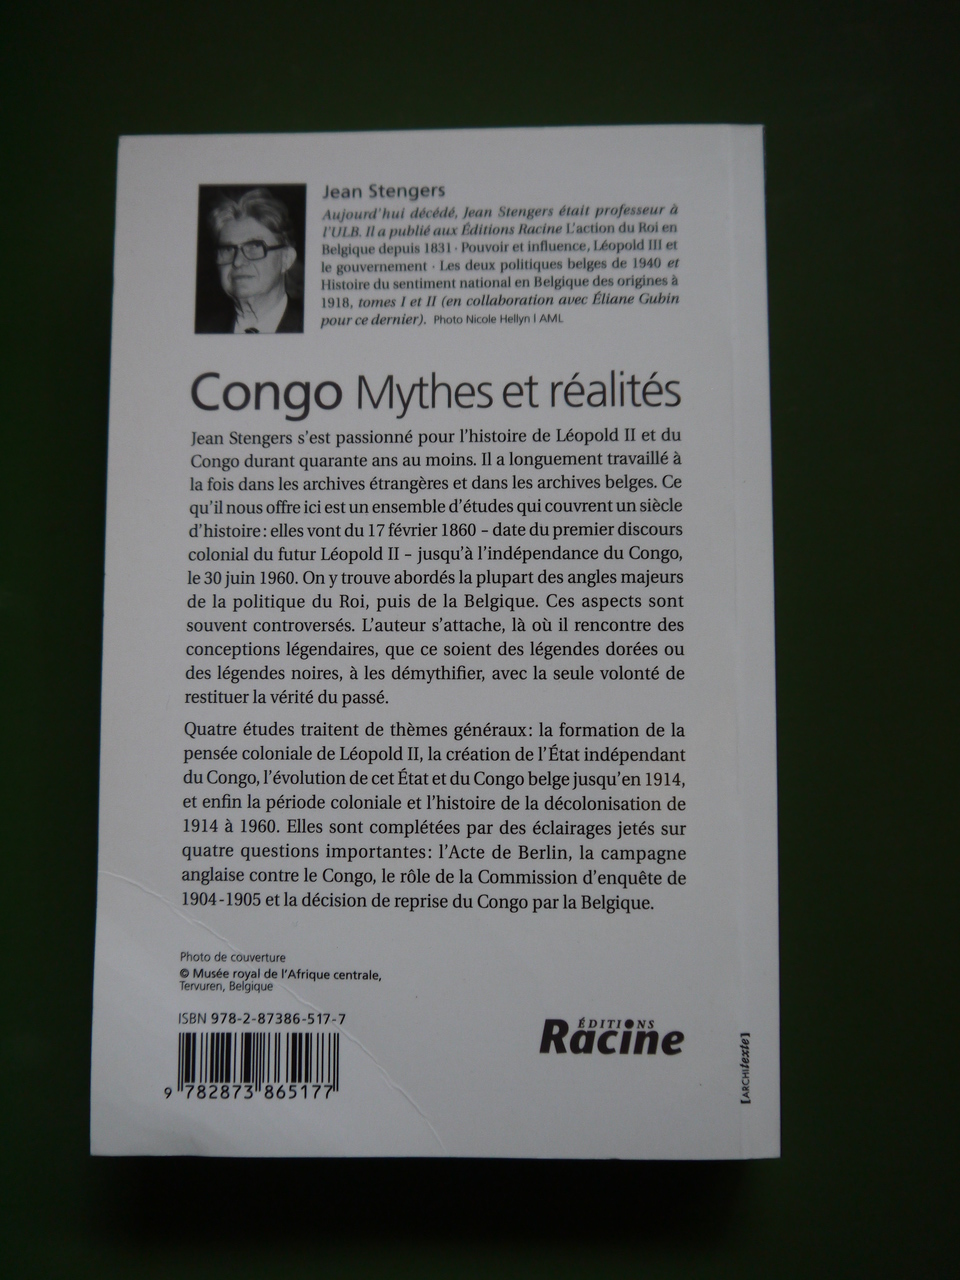 Jean Stengers
Aujourd'hui décédé, Jean Stengers était professeur à
l'ULB. Il a publié aux Éditions Racine L'action du Roi en
Belgique depuis 1831 · Pouvoir et influence, Léopold III et
le gouvernement · Les deux politiques belges de 1940 et
Histoire du sentiment national en Belgique des origines à
1918, tomes I et II (en collaboration avec Éliane Gubin
pour ce dernier). Photo Nicole Hellyn I AML
Congo Mythes et réalités
Jean Stengers s'est passionné pour l'histoire de Léopold II et du
Congo durant quarante ans au moins. Il a longuement travaillé à
la fois dans les archives étrangères et dans les archives belges. Ce
qu'il nous offre ici est un ensemble d'études qui couvrent un siècle
d'histoire : elles vont du 17 février 1860 – date du premier discours
colonial du futur Léopold II – jusqu'à l'indépendance du Congo,
le 30 juin 1960. On y trouve abordés la plupart des angles majeurs
de la politique du Roi, puis de la Belgique. Ces aspects sont
souvent controversés. L'auteur s'attache, là où il rencontre des
conceptions légendaires, que ce soient des légendes dorées ou
des légendes noires, à les démythifier, avec la seule volonté de
restituer la vérité du passé.
Quatre études traitent de thèmes généraux : la formation de la
pensée coloniale de Léopold II, la création de l'État indépendant
du Congo, l'évolution de cet État et du Congo belge jusqu'en 1914,
et enfin la période coloniale et l'histoire de la décolonisation de
1914 à 1960. Elles sont complétées par des éclairages jetés sur
quatre questions importantes : l'Acte de Berlin, la campagne
anglaise contre le Congo, le rôle de la Commission d'enquête de
1904-1905 et la décision de reprise du Congo par la Belgique.
Photo de couverture
© Musée royal de l'Afrique centrale,
Tervuren, Belgique
ISBN 978-2-87386-517-7
9 782873 865177
ÉDITIONS
Racine
[ARCHItexte]